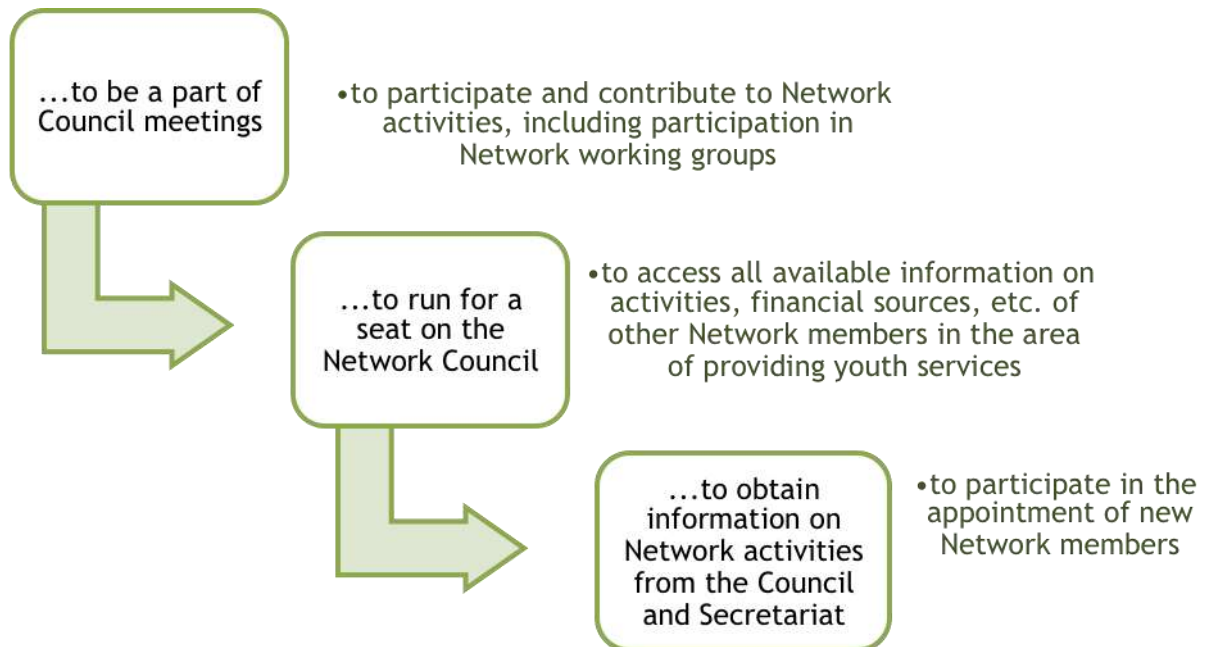 ...to be a part of
Council meetings
•to participate and contribute to Network
activities, including participation in
Network working groups
...to run for a
seat on the
Network Council
•to access all available information on
activities, financial sources, etc. of
other Network members in the area
of providing youth services
...to obtain
information on
Network activities
from the Council
and Secretariat
•to participate in the
appointment of new
Network members